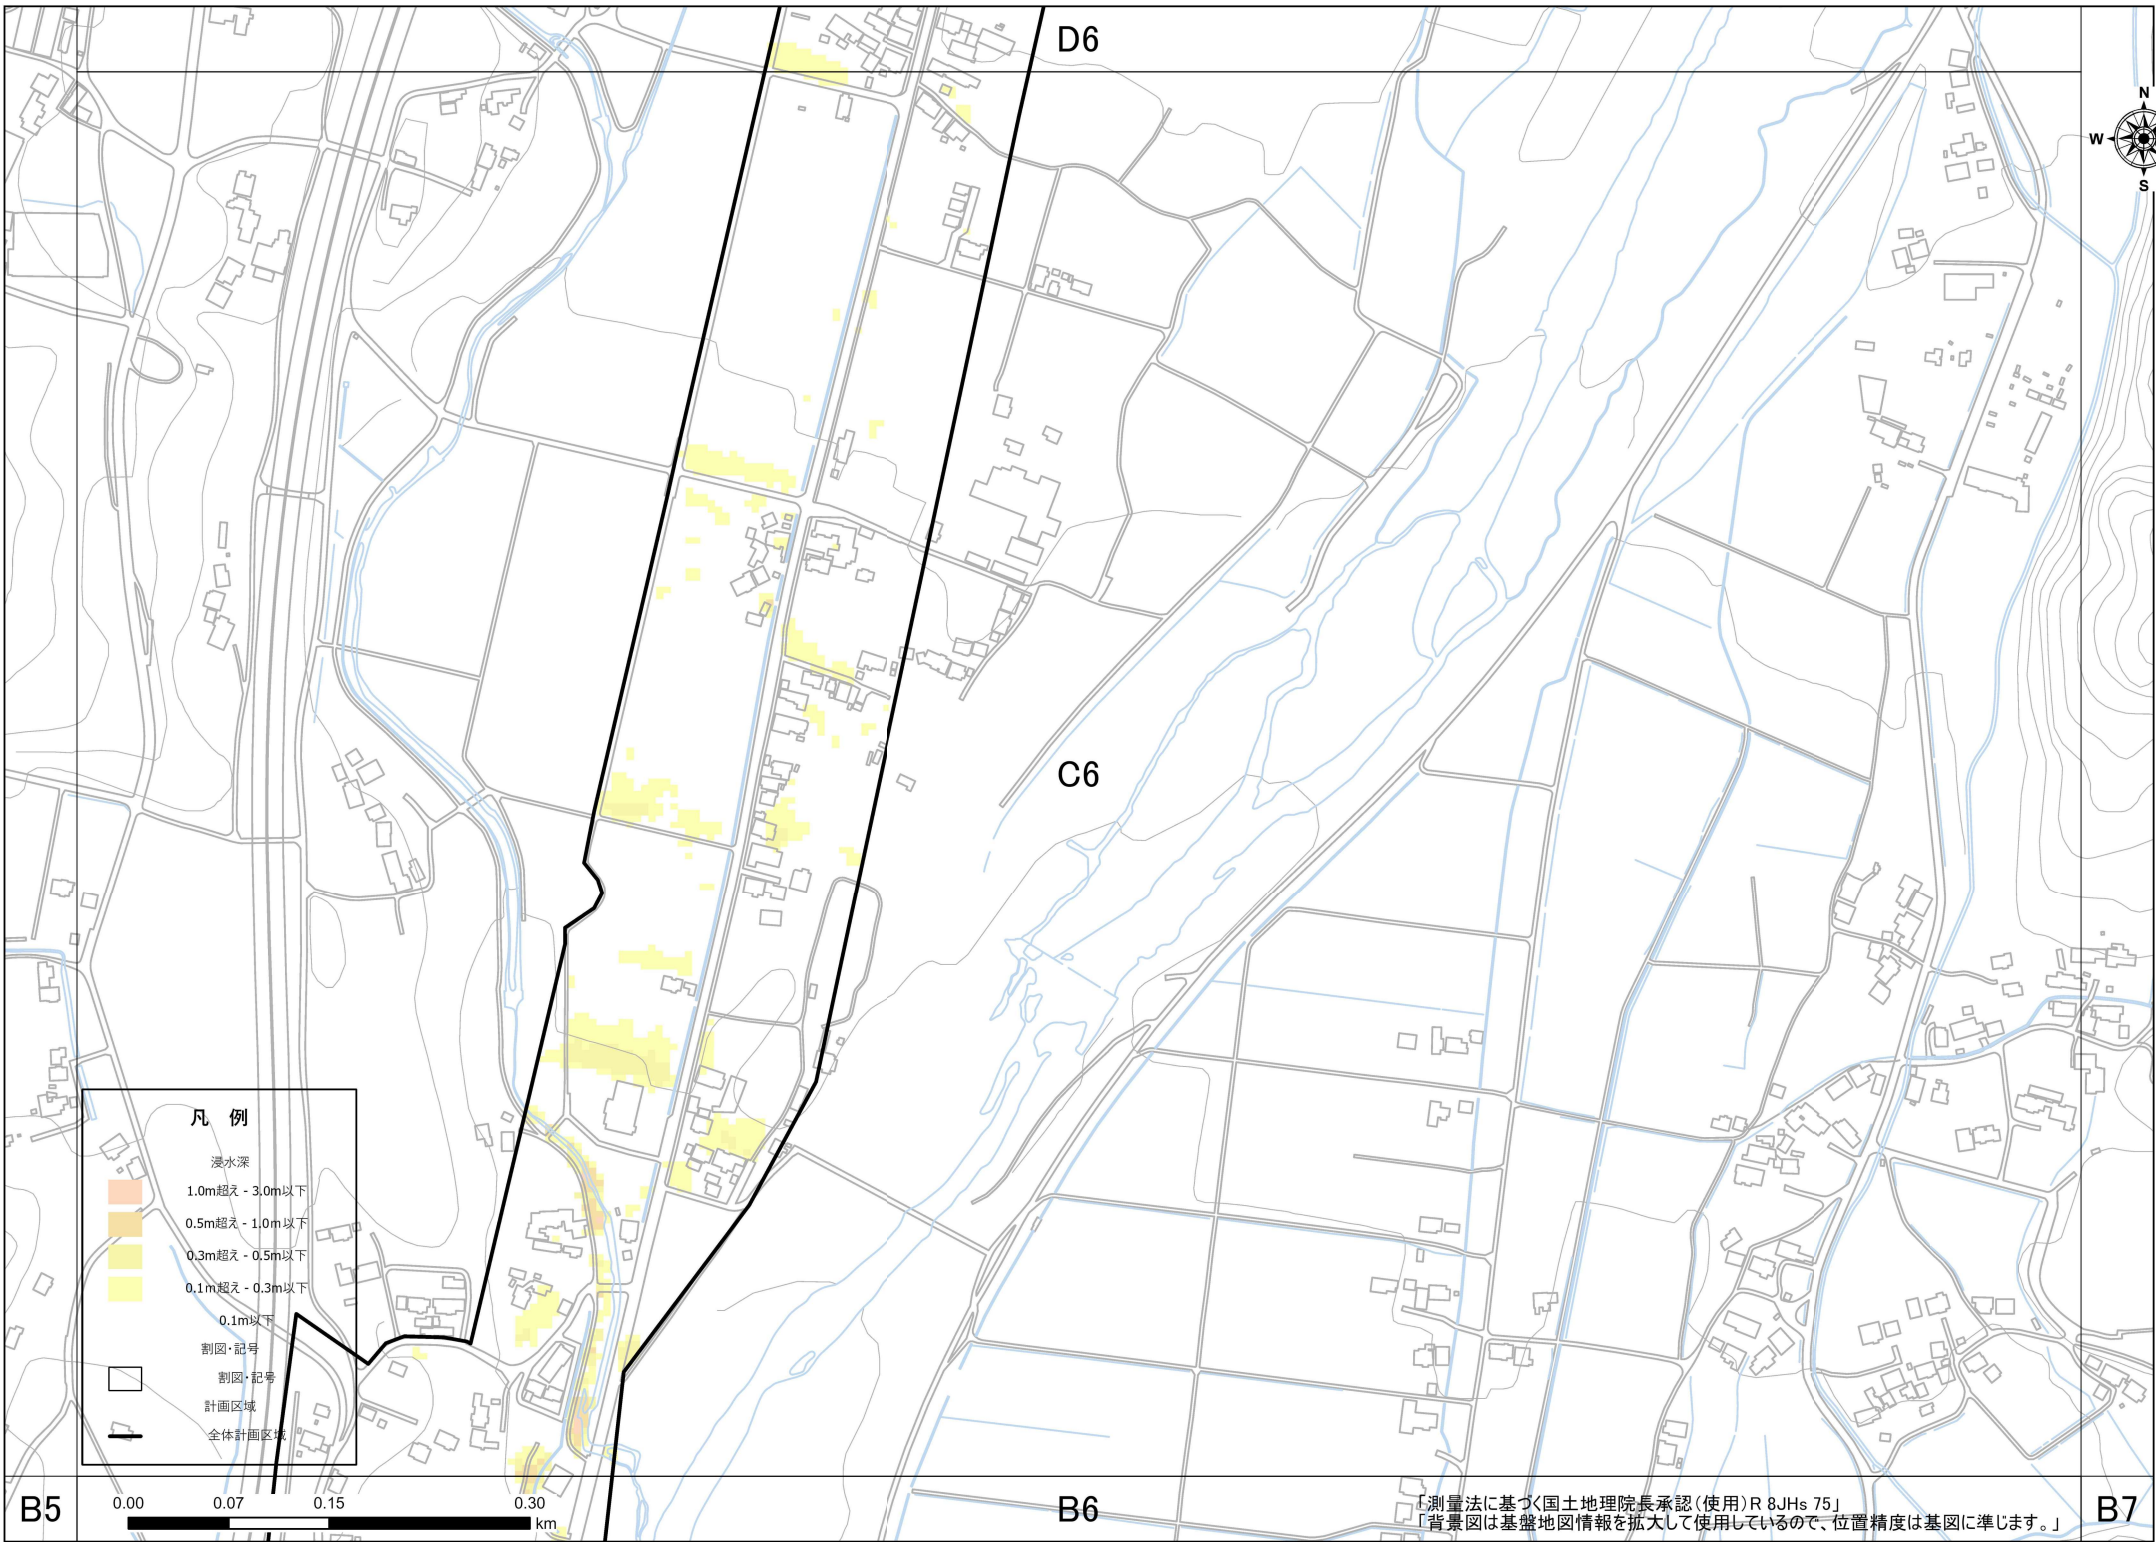 D6
N
W
S
C6
凡 例
浸水深
1.0m超え - 3.0m以下
0.5m超え - 1.0m以下
0.3m超え - 0.5m以下
0.1m超え - 0.3m以下
0.1m以下
割図・記号
割図・記号
計画区域
全体計画区域
B5
0.00 0.07 0.15 0.30
km
B6
「測量法に基づく国土地理院長承認(使用)R 8JHs 75」
「背景図は基盤地図情報を拡大して使用しているので、位置精度は基図に準じます。」
B7